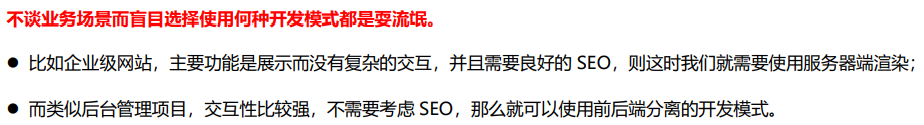 不谈业务场景而盲目选择使用何种开发模式都是耍流氓。
● 比如企业级网站，主要功能是展示而没有复杂的交互，并且需要良好的 SEO，则这时我们就需要使用服务器端渲染；
● 而类似后台管理项目，交互性比较强，不需要考虑 SEO，那么就可以使用前后端分离的开发模式。